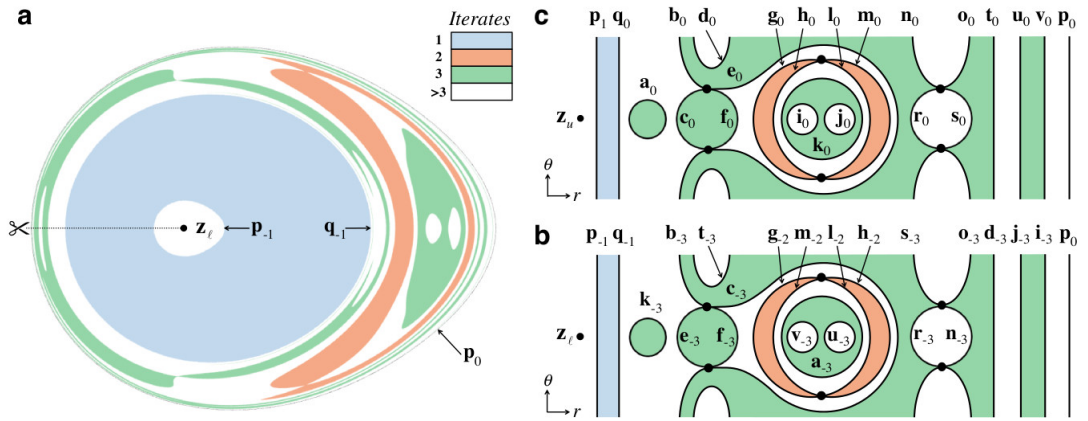 a
Iterates
1
2
3
>3
z_ℓ
p_-1
q_-1
p_0
c
p_1 q_0 b_0 d_0 g_0 h_0 l_0 m_0 n_0 o_0 t_0 u_0 v_0 p_0
e_0
a_0
z_u c_0 f_0 i_0 j_0 r_0 s_0
k_0
θ
r
b
p_-1 q_-1 b_-3 t_-3 g_-2 m_-2 l_-2 h_-2 s_-3 o_-3 d_-3 j_-3 i_-3 p_0
c_-3
k_-3
z_ℓ e_-3 f_-3 v_-3 u_-3 r_-3 n_-3
a_-3
θ
r